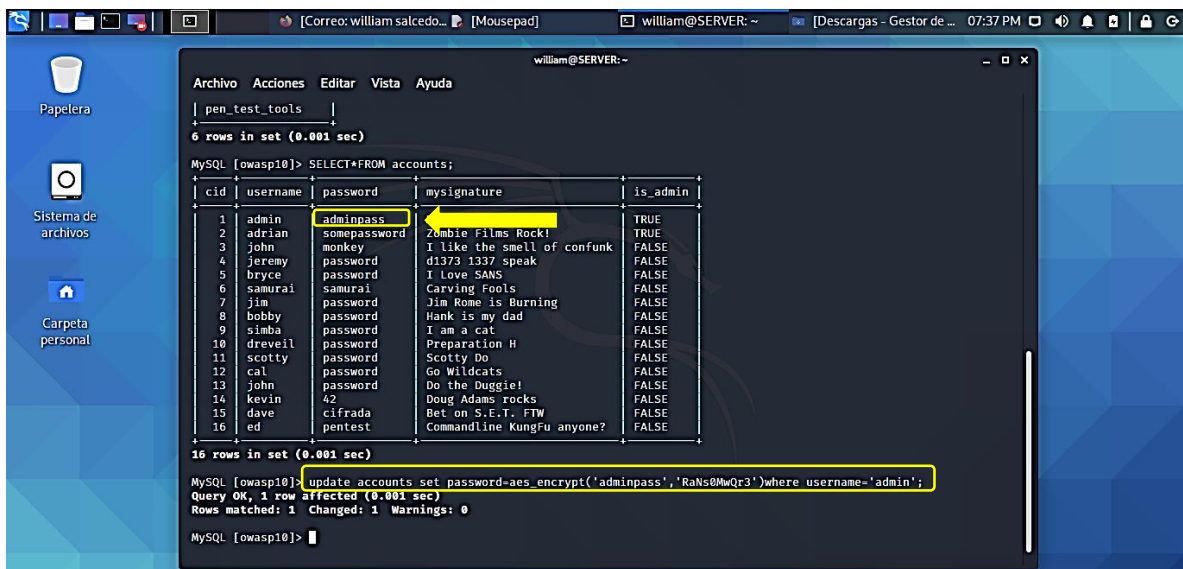 [Correo: william salcedo... [Mousepad] william@SERVER: ~ [Descargas - Gestor de ... 07:37 PM
william@SERVER:~
Archivo Acciones Editar Vista Ayuda
Papelera
Sistema de
archivos
Carpeta
personal
| pen_test_tools |
6 rows in set (0.001 sec)
MySQL [owasp10]> SELECT*FROM accounts;
| cid | username | password | mysignature | is_admin |
| 1 | admin | adminpass | | TRUE |
| 2 | adrian | somepassword | Zombie Films Rock! | TRUE |
| 3 | john | monkey | I like the smell of confunk | FALSE |
| 4 | jeremy | password | d1373 1337 speak | FALSE |
| 5 | bryce | password | I Love SANS | FALSE |
| 6 | samurai | samurai | Carving Fools | FALSE |
| 7 | jim | password | Jim Rome is Burning | FALSE |
| 8 | bobby | password | Hank is my dad | FALSE |
| 9 | simba | password | I am a cat | FALSE |
| 10 | dreveil | password | Preparation H | FALSE |
| 11 | scotty | password | Scotty Do | FALSE |
| 12 | cal | password | Go Wildcats | FALSE |
| 13 | john | password | Do the Duggie! | FALSE |
| 14 | kevin | 42 | Doug Adams rocks | FALSE |
| 15 | dave | cifrada | Bet on S.E.T. FTW | FALSE |
| 16 | ed | pentest | Commandline KungFu anyone? | FALSE |
16 rows in set (0.001 sec)
MySQL [owasp10]> update accounts set password=aes_encrypt('adminpass','RaNs0MwQr3')where username='admin';
Query OK, 1 row affected (0.001 sec)
Rows matched: 1 Changed: 1 Warnings: 0
MySQL [owasp10]>